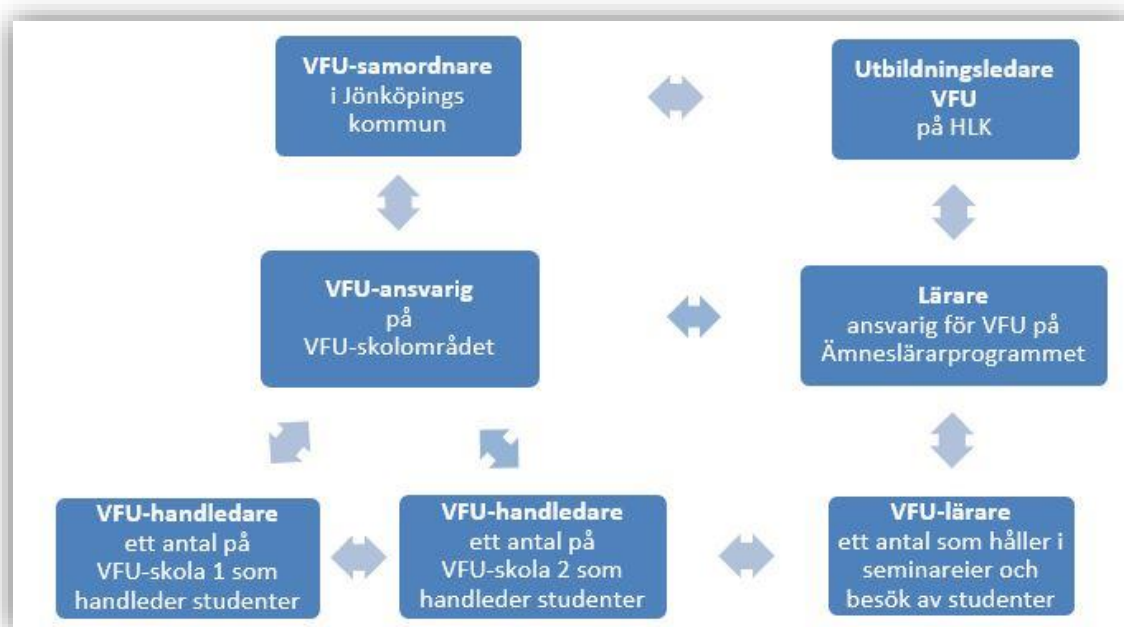 VFU-samordnare
i Jönköpings
kommun
Utbildningsledare
VFU
på HLK
VFU-ansvarig
på
VFU-skolområdet
Lärare
ansvarig för VFU på
Ämneslärarprogrammet
VFU-handledare
ett antal på
VFU-skola 1 som
handleder studenter
VFU-handledare
ett antal på
VFU-skola 2 som
handleder studenter
VFU-lärare
ett antal som håller i
seminareier och
besök av studenter